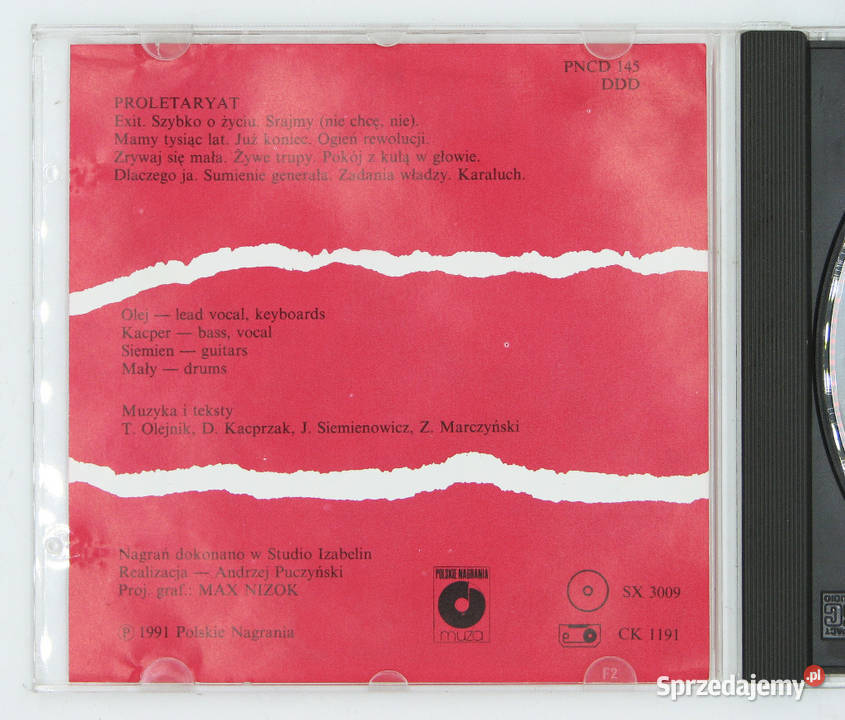 PNCD 145
DDD
PROLETARYAT
Exit. Szybko o życiu. Srajmy (nie chcę, nie).
Mamy tysiąc lat. Już koniec. Ogień rewolucji.
Zrywaj się mała. Żywe trupy. Pokój z kulą w głowie.
Dlaczego ja. Sumienie generała. Zadania władzy. Karaluch.
Olej — lead vocal, keyboards
Kacper — bass, vocal
Siemien — guitars
Mały — drums
Muzyka i teksty
T. Olejnik, D. Kacprzak, J. Siemienowicz, Z. Marczyński
Nagrań dokonano w Studio Izabelin
Realizacja — Andrzej Puczyński
Proj. graf.: MAX NIZOK
℗ 1991 Polskie Nagrania
POLSKIE NAGRANIA
muza
SX 3009
CK 1191
F2
Sprzedajemy.pl